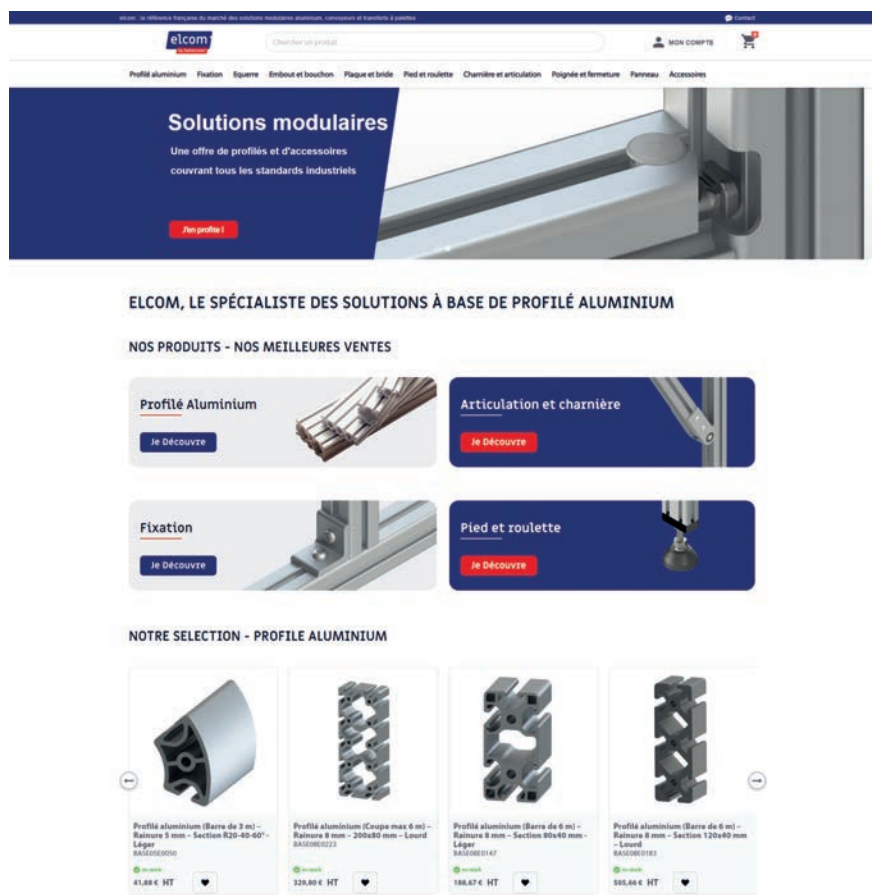 elcom : la référence française du marché des solutions modulaires aluminium, convoyeurs et transferts à palettes
Contact
elcom
Chercher un produit
MON COMPTE
Profilé aluminium Fixation Equerre Embout et bouchon Plaque et bride Pied et roulette Charnière et articulation Poignée et fermeture Panneau Accessoires
Solutions modulaires
Une offre de profilés et d'accessoires
couvrant tous les standards industriels
J'en profite !
ELCOM, LE SPÉCIALISTE DES SOLUTIONS À BASE DE PROFILÉ ALUMINIUM
NOS PRODUITS - NOS MEILLEURES VENTES
Profilé Aluminium
Je Découvre
Articulation et charnière
Je Découvre
Fixation
Je Découvre
Pied et roulette
Je Découvre
NOTRE SELECTION - PROFILE ALUMINIUM
Profilé aluminium (Barre de 3 m) –
Rainure 5 mm – Section R20-40-60° -
Léger
BASE05E0050
en stock
41,88 € HT
Profilé aluminium (Coupe max 6 m) –
Rainure 8 mm – 200x80 mm – Lourd
BASE08E0223
en stock
329,80 € HT
Profilé aluminium (Barre de 6 m) –
Rainure 8 mm – Section 80x40 mm -
Léger
BASE08E0147
en stock
188,67 € HT
Profilé aluminium (Barre de 6 m) –
Rainure 8 mm – Section 120x40 mm
– Lourd
BASE08E0183
en stock
505,66 € HT